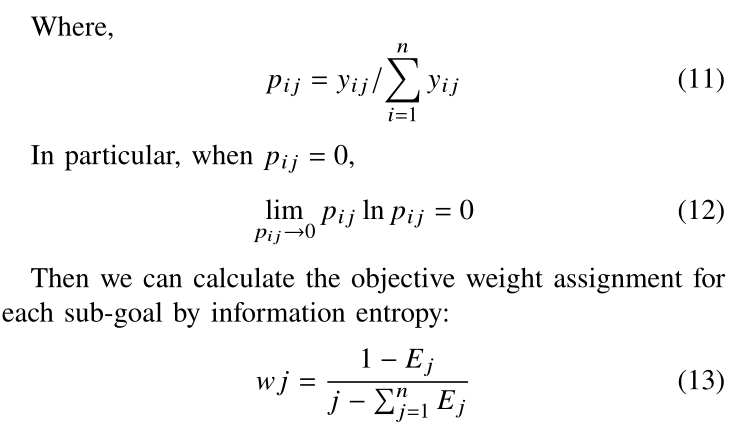 Where,
p_{ij} = y_{ij} / \sum_{i=1}^{n} y_{ij} (11)
In particular, when p_{ij} = 0,
\lim_{p_{ij} \to 0} p_{ij} \ln p_{ij} = 0 (12)
Then we can calculate the objective weight assignment for
each sub-goal by information entropy:
wj = \frac{1 - E_j}{j - \sum_{j=1}^{n} E_j} (13)